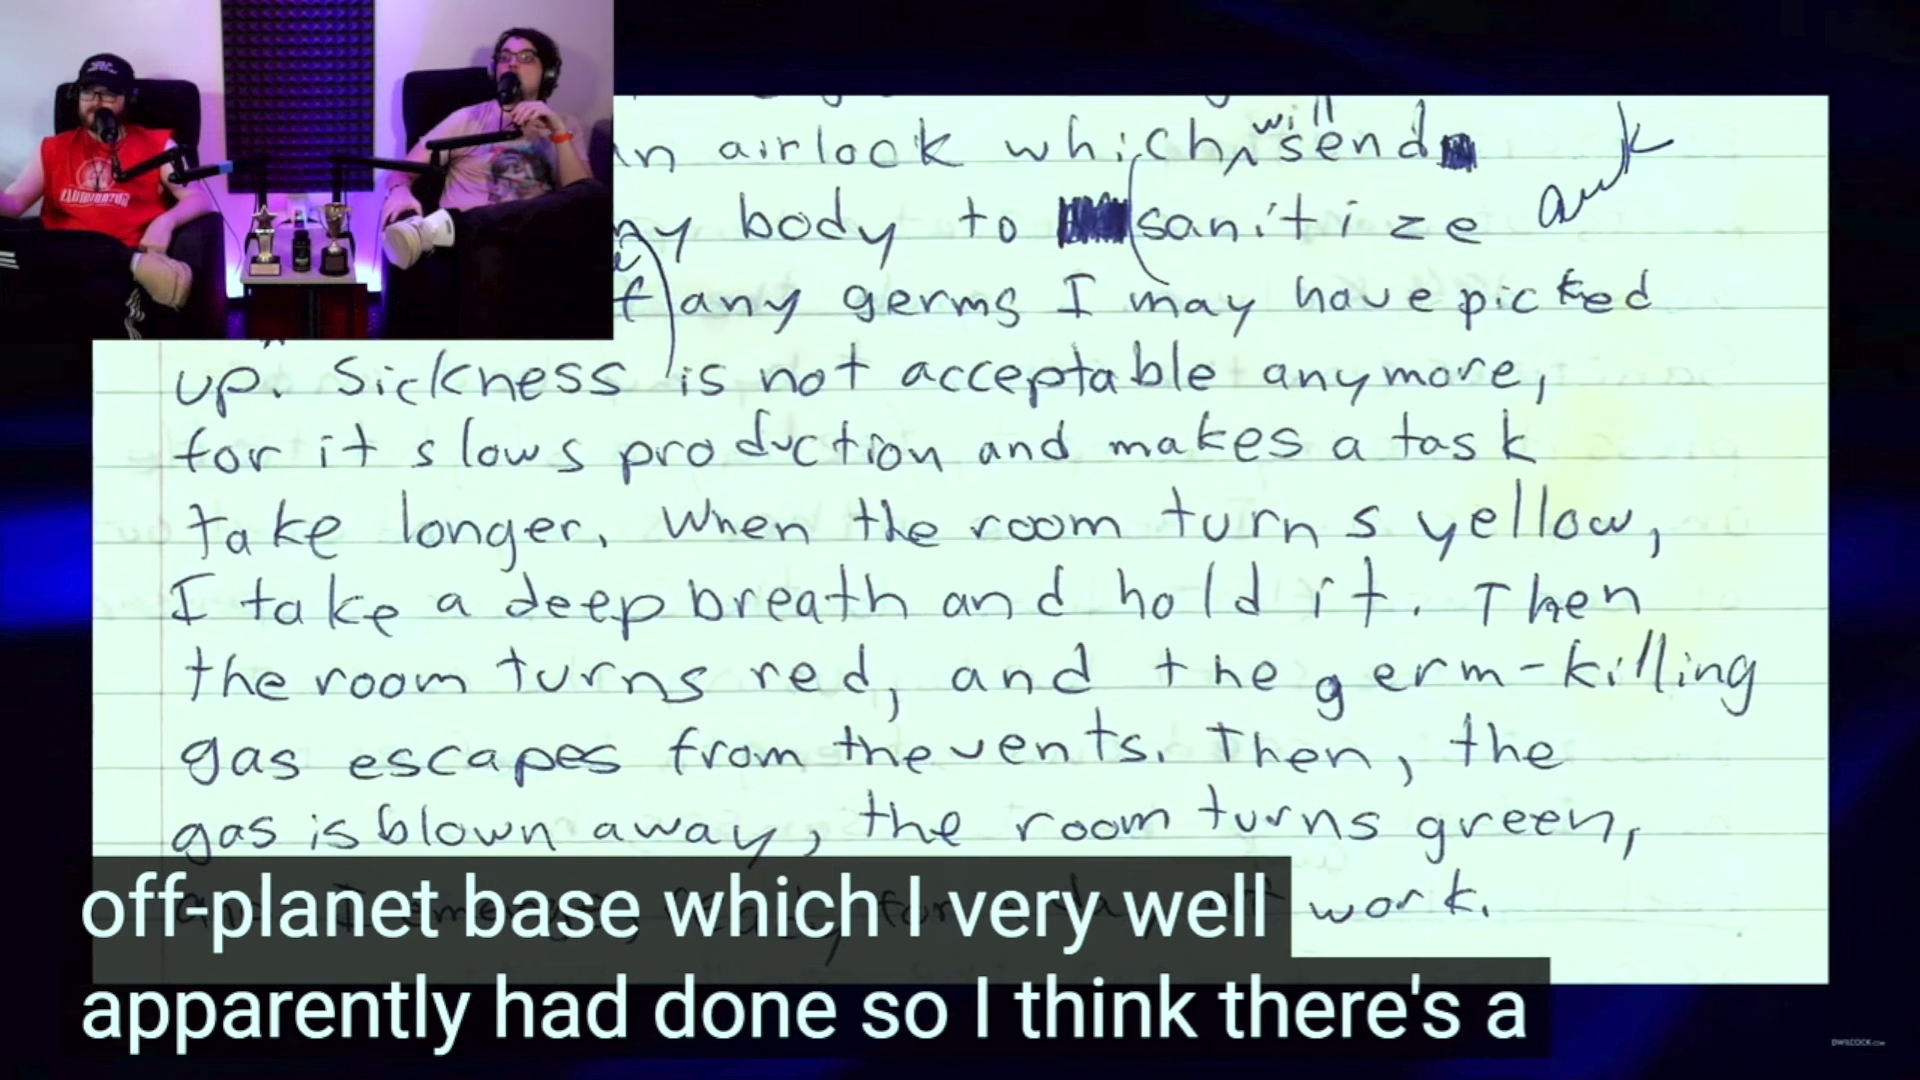 in airlock which will send
awk
my body to sanitize
any germs I may have picked
up. Sickness is not acceptable anymore,
for it slows production and makes a task
take longer. When the room turns yellow,
I take a deep breath and hold it. Then
the room turns red, and the germ-killing
gas escapes from the vents. Then, the
gas is blown away, the room turns green,
work.
off-planet base which I very well
apparently had done so I think there's a
DWILCOCK.COM